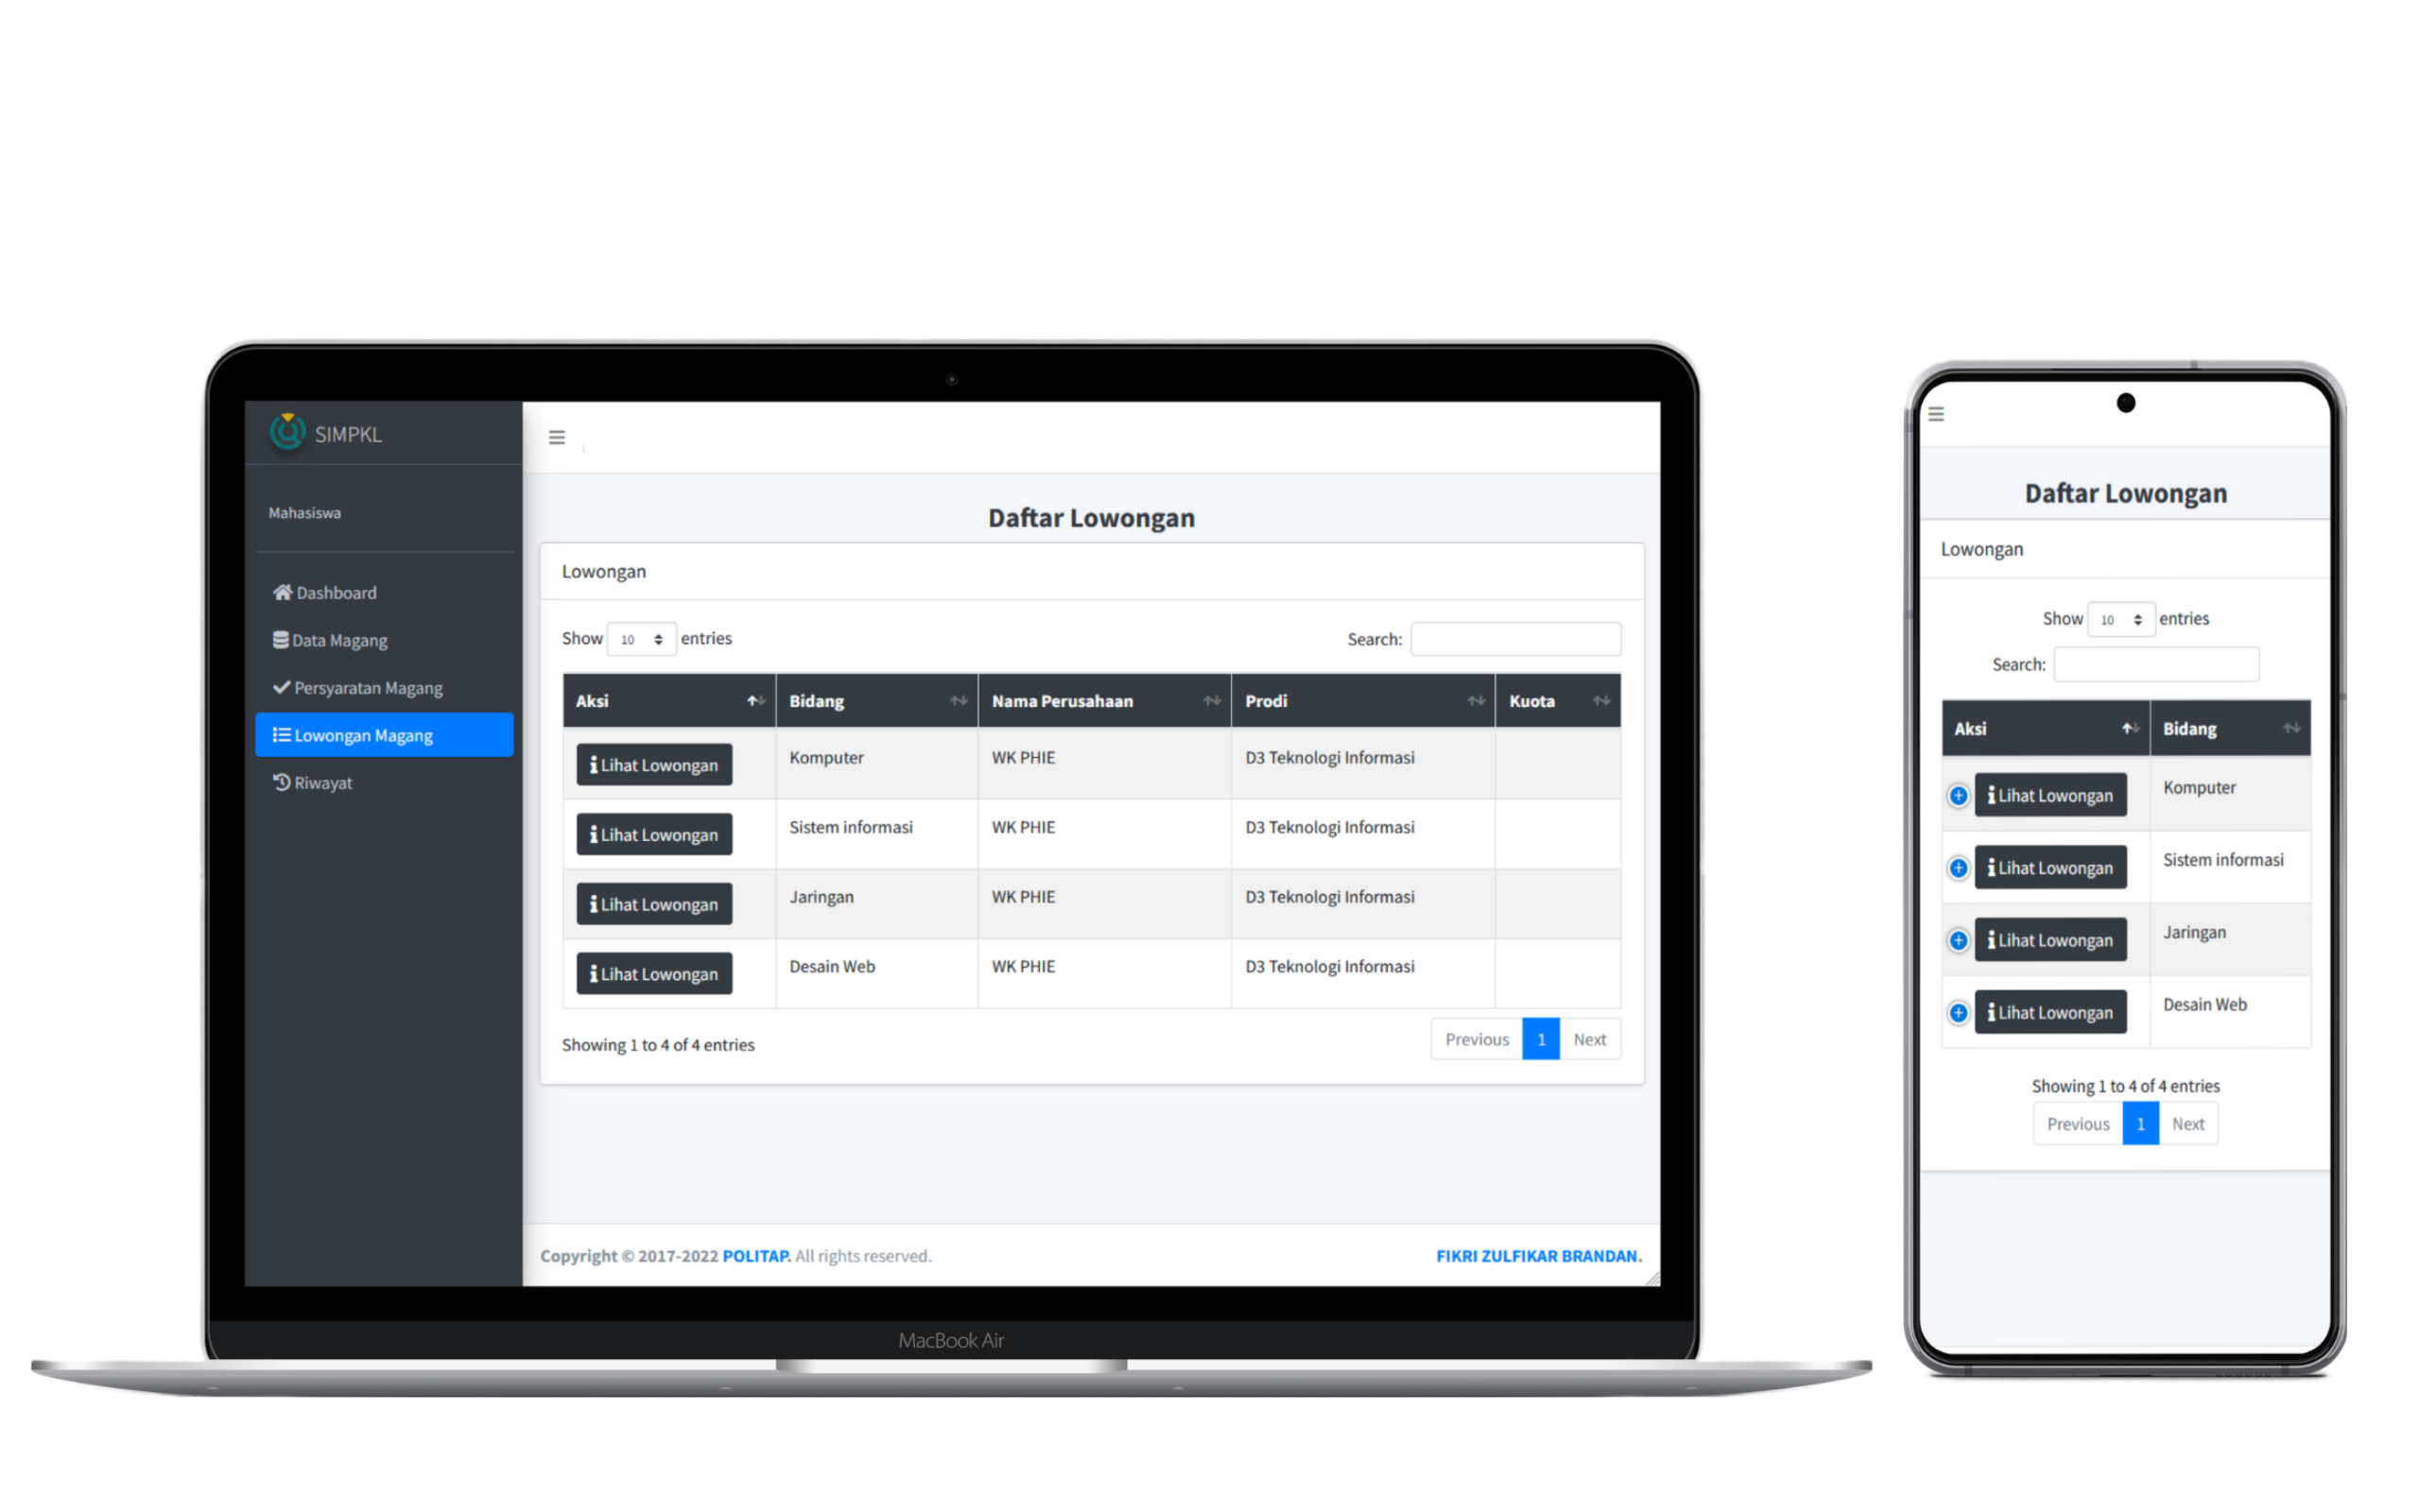 SIMPKL
Mahasiswa
Dashboard
Data Magang
Persyaratan Magang
Lowongan Magang
Riwayat
Daftar Lowongan
Lowongan
Show 10 entries Search:
Aksi Bidang Nama Perusahaan Prodi Kuota
Lihat Lowongan Komputer WK PHIE D3 Teknologi Informasi
Lihat Lowongan Sistem informasi WK PHIE D3 Teknologi Informasi
Lihat Lowongan Jaringan WK PHIE D3 Teknologi Informasi
Lihat Lowongan Desain Web WK PHIE D3 Teknologi Informasi
Showing 1 to 4 of 4 entries Previous 1 Next
Copyright © 2017-2022 POLITAP. All rights reserved. FIKRI ZULFIKAR BRANDAN.
MacBook Air
Daftar Lowongan
Lowongan
Show 10 entries
Search:
Aksi Bidang
Lihat Lowongan Komputer
Lihat Lowongan Sistem informasi
Lihat Lowongan Jaringan
Lihat Lowongan Desain Web
Showing 1 to 4 of 4 entries
Previous 1 Next